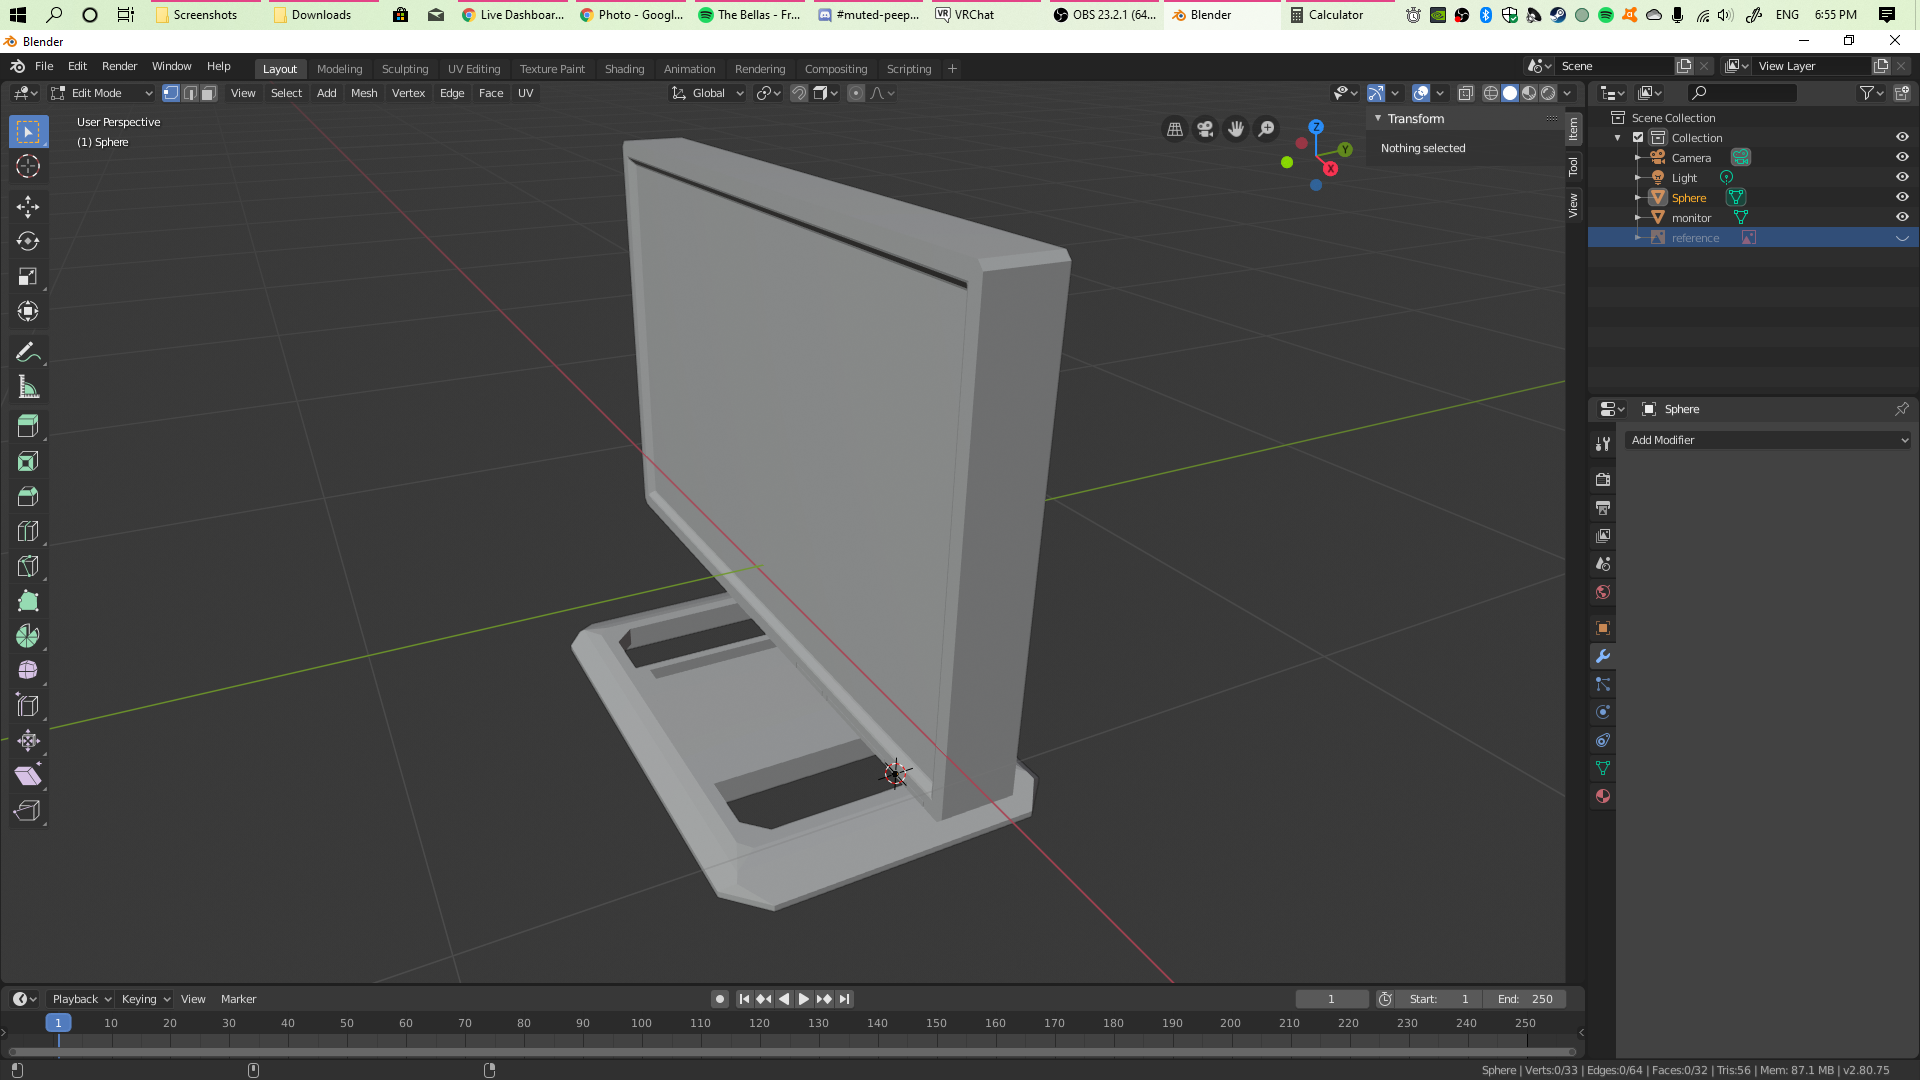 Screenshots
Downloads
Live Dashboar...
Photo - Googl...
The Bellas - Fr...
#muted-peep...
VRChat
OBS 23.2.1 (64...
Blender
Calculator
ENG
6:55 PM
Blender
File Edit Render Window Help
Layout Modeling Sculpting UV Editing Texture Paint Shading Animation Rendering Compositing Scripting +
Scene
View Layer
Edit Mode
View Select Add Mesh Vertex Edge Face UV
Global
User Perspective
(1) Sphere
Z
Y
X
Transform
Nothing selected
Item
Tool
View
Scene Collection
Collection
Camera
Light
Sphere
monitor
reference
Sphere
Add Modifier
Playback Keying View Marker
1
Start: 1
End: 250
1 10 20 30 40 50 60 70 80 90 100 110 120 130 140 150 160 170 180 190 200 210 220 230 240 250
Sphere | Verts:0/33 | Edges:0/64 | Faces:0/32 | Tris:56 | Mem: 87.1 MB | v2.80.75